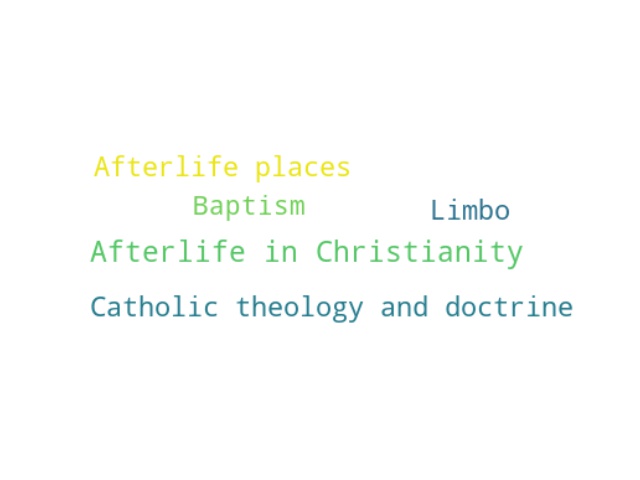 Afterlife places
Baptism
Limbo
Afterlife in Christianity
Catholic theology and doctrine